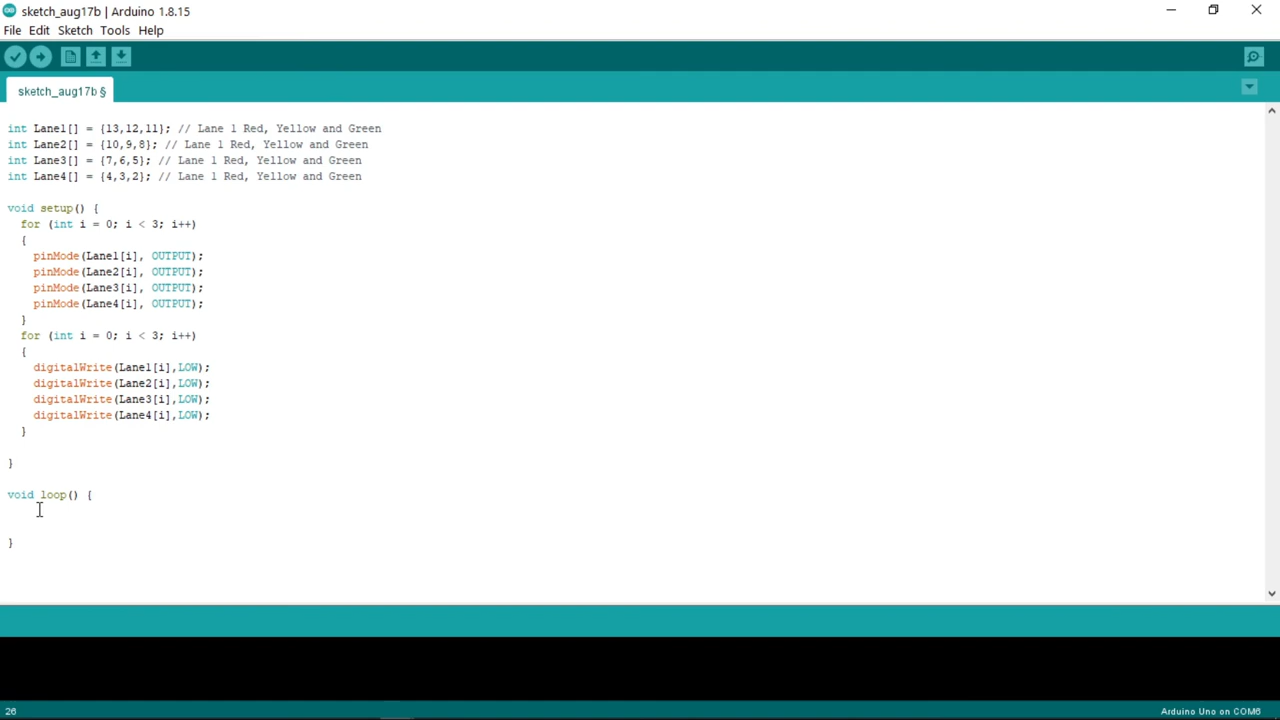 sketch_aug17b | Arduino 1.8.15
File Edit Sketch Tools Help
sketch_aug17b §
int Lane1[] = {13,12,11}; // Lane 1 Red, Yellow and Green
int Lane2[] = {10,9,8}; // Lane 1 Red, Yellow and Green
int Lane3[] = {7,6,5}; // Lane 1 Red, Yellow and Green
int Lane4[] = {4,3,2}; // Lane 1 Red, Yellow and Green
void setup() {
for (int i = 0; i < 3; i++)
{
pinMode(Lane1[i], OUTPUT);
pinMode(Lane2[i], OUTPUT);
pinMode(Lane3[i], OUTPUT);
pinMode(Lane4[i], OUTPUT);
}
for (int i = 0; i < 3; i++)
{
digitalWrite(Lane1[i],LOW);
digitalWrite(Lane2[i],LOW);
digitalWrite(Lane3[i],LOW);
digitalWrite(Lane4[i],LOW);
}
}
void loop() {
}
26
Arduino Uno on COM6